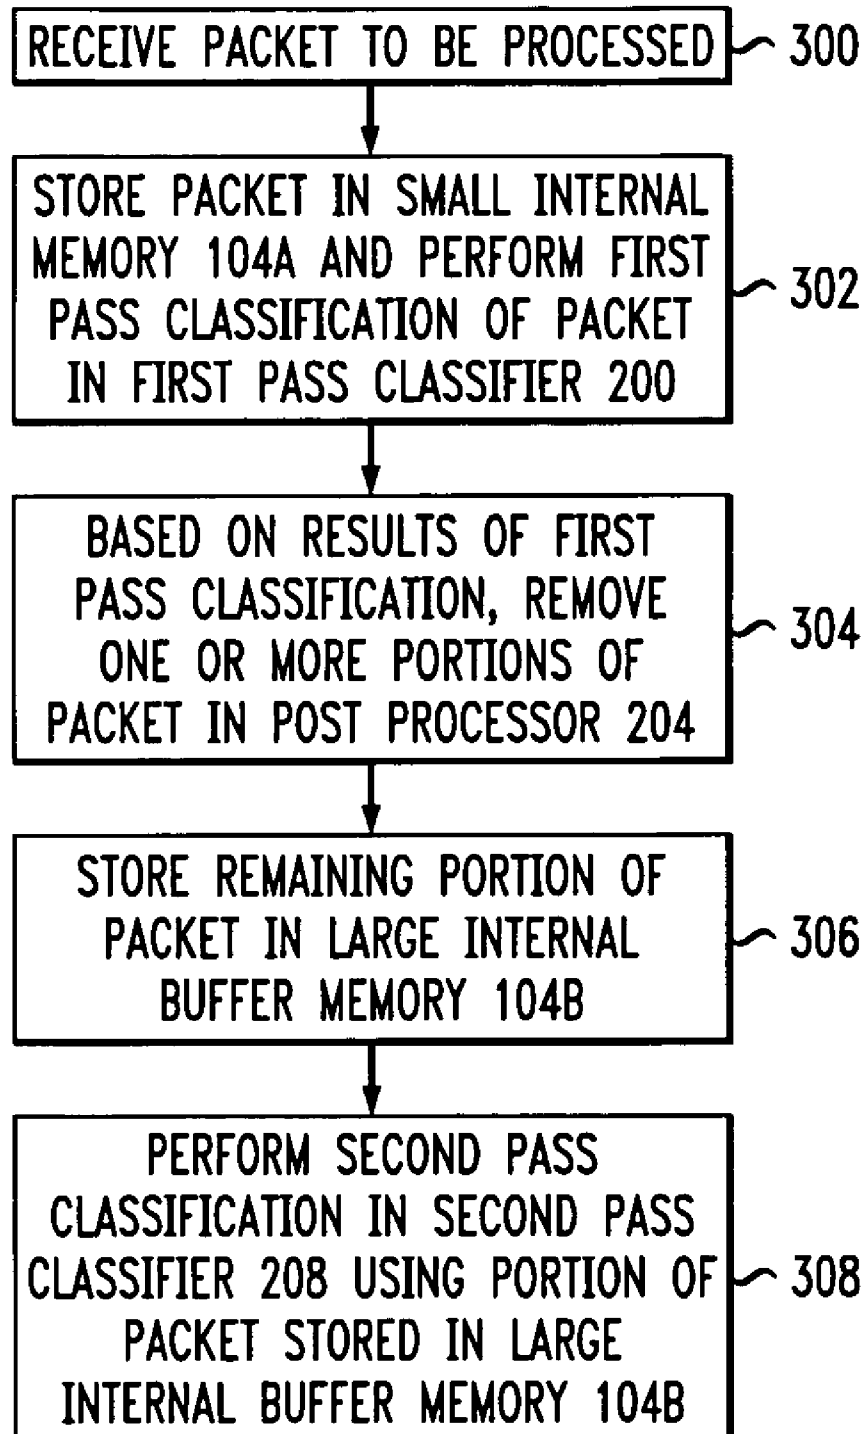 RECEIVE PACKET TO BE PROCESSED
300
STORE PACKET IN SMALL INTERNAL
MEMORY 104A AND PERFORM FIRST
PASS CLASSIFICATION OF PACKET
IN FIRST PASS CLASSIFIER 200
302
BASED ON RESULTS OF FIRST
PASS CLASSIFICATION, REMOVE
ONE OR MORE PORTIONS OF
PACKET IN POST PROCESSOR 204
304
STORE REMAINING PORTION OF
PACKET IN LARGE INTERNAL
BUFFER MEMORY 104B
306
PERFORM SECOND PASS
CLASSIFICATION IN SECOND PASS
CLASSIFIER 208 USING PORTION OF
PACKET STORED IN LARGE
INTERNAL BUFFER MEMORY 104B
308